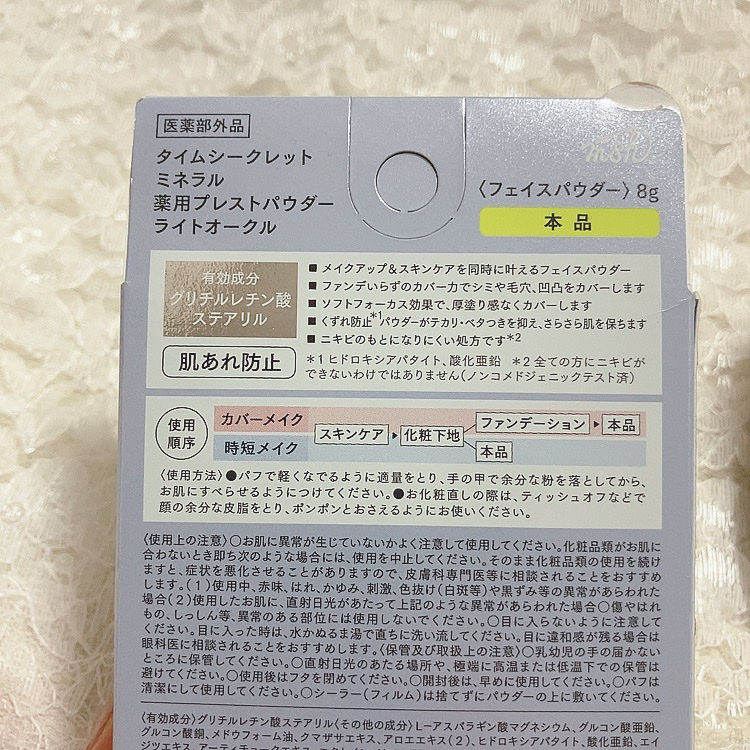 医薬部外品
タイムシークレット
ミネラル
薬用プレストパウダー
ライトオークル
msh
〈フェイスパウダー〉8g
本品
有効成分
グリチルレチン酸
ステアリル
肌あれ防止
■ メイクアップ&スキンケアを同時に叶えるフェイスパウダー
■ ファンデいらずのカバー力でシミや毛穴、凹凸をカバーします
■ ソフトフォーカス効果で、厚塗り感なくカバーします
■ くずれ防止*1パウダーがテカリ・ベタつきを抑え、さらさら肌を保ちます
■ ニキビのもとになりにくい処方です*2
*1 ヒドロキシアパタイト、酸化亜鉛 *2 全ての方にニキビが
できないわけではありません(ノンコメドジェニックテスト済)
使用
順序
カバーメイク
時短メイク
スキンケア
化粧下地
ファンデーション
本品
本品
〈使用方法〉●パフで軽くなでるように適量をとり、手の甲で余分な粉を落としてから、
お肌にすべらせるようにつけてください。●お化粧直しの際は、ティッシュオフなどで
顔の余分な皮脂をとり、ポンポンとおさえるようにお使いください。
〈使用上の注意〉○お肌に異常が生じていないかよく注意して使用してください。化粧品類がお肌に
合わないとき即ち次のような場合には、使用を中止してください。そのまま化粧品類の使用を続け
ますと、症状を悪化させることがありますので、皮膚科専門医等に相談されることをおすすめ
します。(1)使用中、赤味、はれ、かゆみ、刺激、色抜け(白斑等)や黒ずみ等の異常があらわれた
場合(2)使用したお肌に、直射日光があたって上記のような異常があらわれた場合○傷やはれ
もの、しっしん等、異常のある部位には使用しないでください。○目に入らないように注意して
ください。目に入った時は、水かぬるま湯で直ちに洗い流してください。目に違和感が残る場合は
眼科医に相談されることをおすすめします。〈保管及び取扱上の注意〉○乳幼児の手の届かない
ところに保管してください。○直射日光のあたる場所や、極端に高温または低温下での保管は
避けてください。○使用後はフタを閉めてください。○開封後は、早めに使用してください。○パフは
清潔にして使用してください。○シーラー(フィルム)は捨てずにパウダーの上に敷いてください。
〈有効成分〉グリチルレチン酸ステアリル〈その他の成分〉L-アスパラギン酸マグネシウム、グルコン酸亜鉛、
グルコン酸銅、メドウフォーム油、クマザサエキス、アロエエキス(2)、ヒドロキシアパタイト、酸化亜鉛、エイ
ジツエキス、アーティチョークエキス、